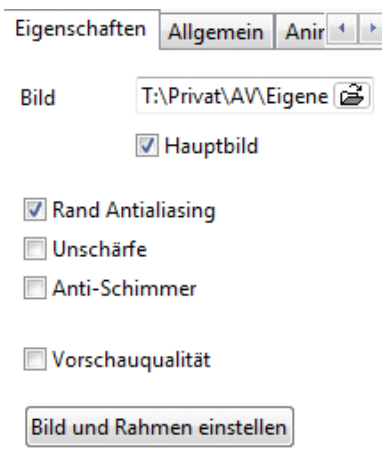 Eigenschaften Allgemein Anir
Bild T:\Privat\AV\Eigene
Hauptbild
Rand Antialiasing
Unschärfe
Anti-Schimmer
Vorschauqualität
Bild und Rahmen einstellen